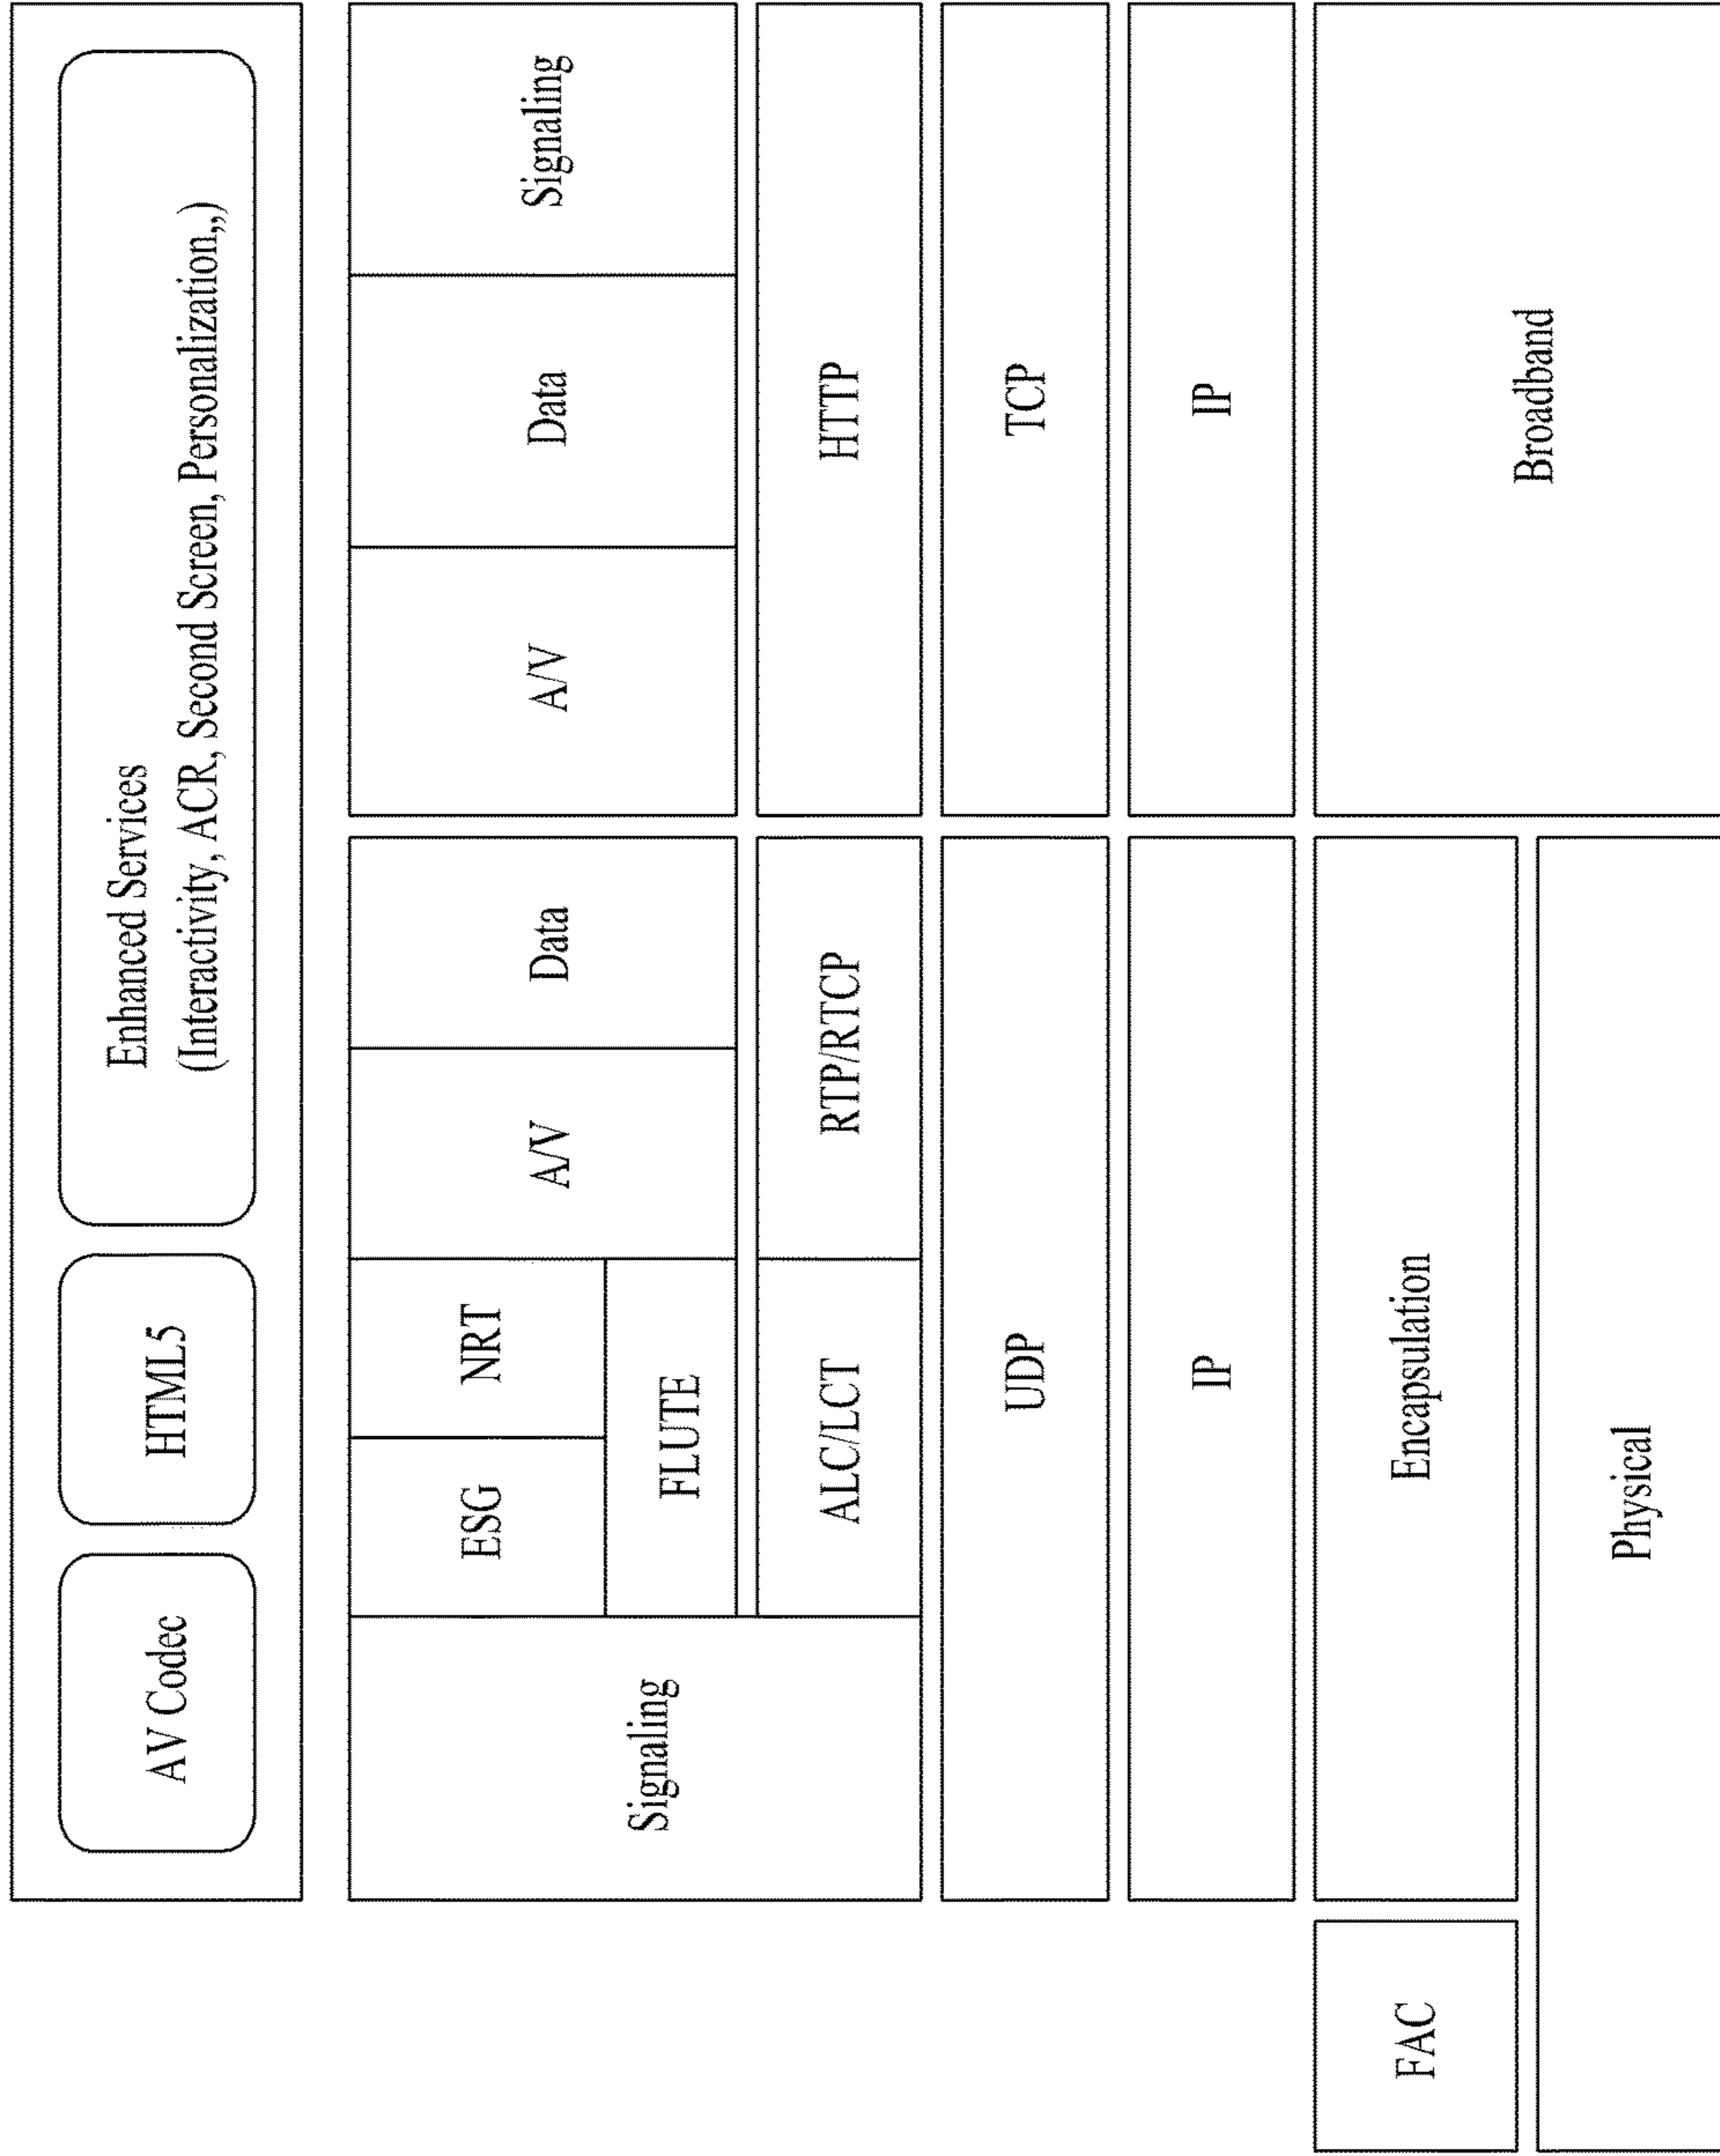 AV Codec
HTML5
Enhanced Services
(Interactivity, ACR, Second Screen, Personalization,,)
Signaling
ESG
NRT
FLUTE
A/V
Data
ALC/LCT
RTP/RTCP
UDP
IP
Encapsulation
FAC
Physical
A/V
Data
Signaling
HTTP
TCP
IP
Broadband